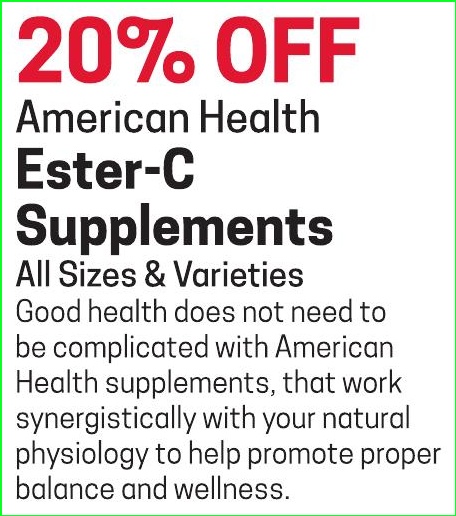 20% OFF
American Health
Ester-C
Supplements
All Sizes & Varieties
Good health does not need to
be complicated with American
Health supplements, that work
synergistically with your natural
physiology to help promote proper
balance and wellness.